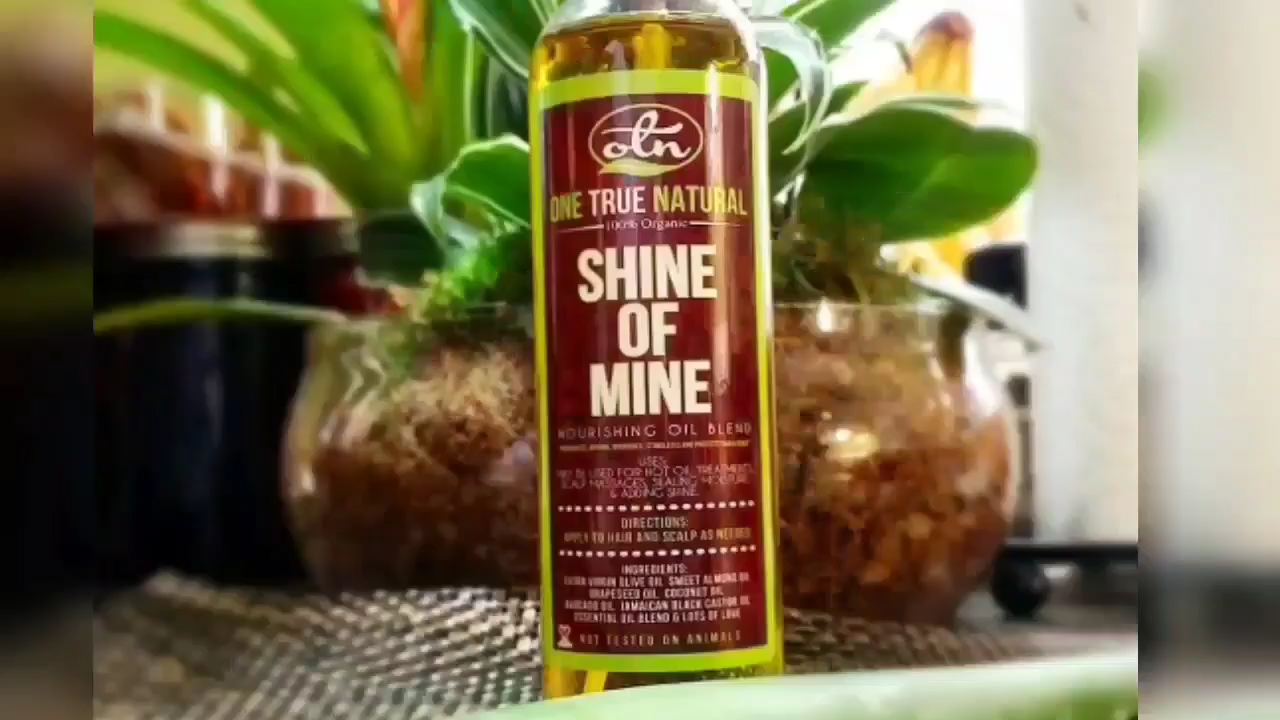 otn
ONE TRUE NATURAL
100% Organic
SHINE
OF
MINE
NOURISHING OIL BLEND
USES:
MAY BE USED FOR HOT OIL TREATMENTS,
SCALP MASSAGES, SEALING MOISTURE
& ADDING SHINE.
DIRECTIONS:
APPLY TO HAIR AND SCALP AS NEEDED
INGREDIENTS:
EXTRA VIRGIN OLIVE OIL SWEET ALMOND OIL
GRAPESEED OIL, COCONUT OIL
AVOCADO OIL, JAMAICAN BLACK CASTOR OIL
ESSENTIAL OIL BLEND & LOTS OF LOVE
NOT TESTED ON ANIMALS